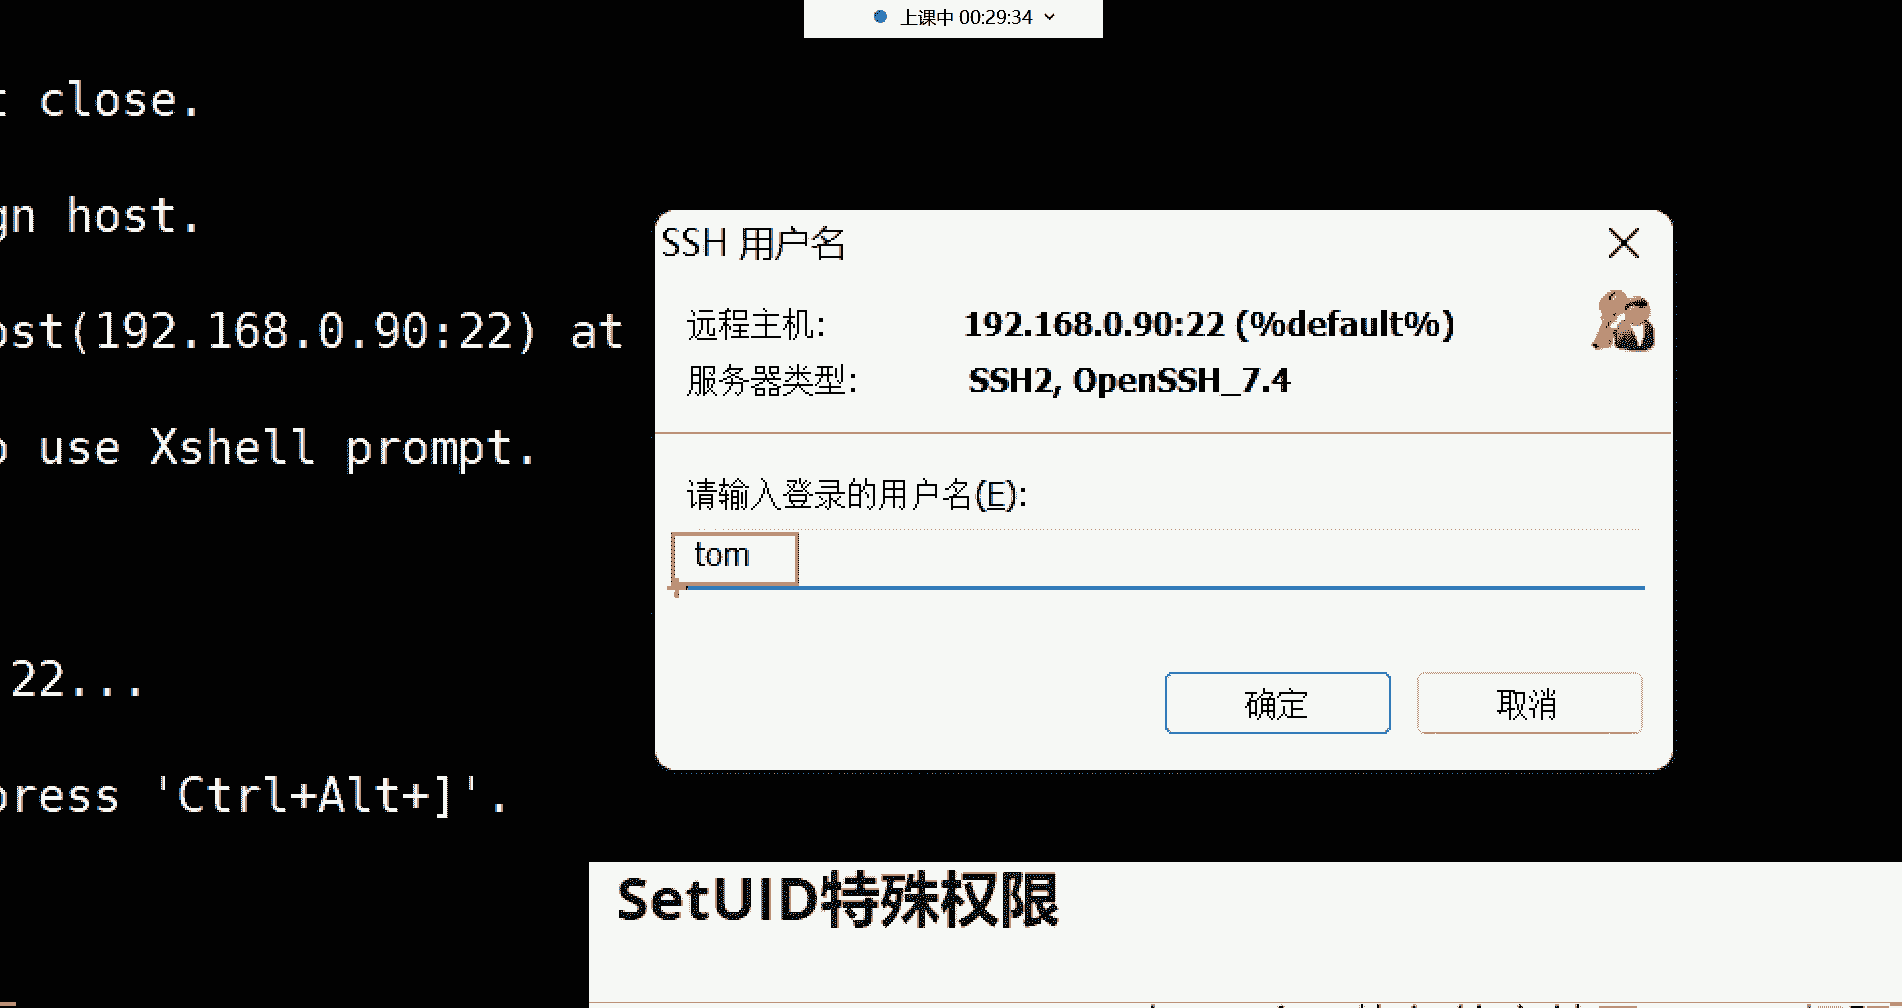 上课中 00:29:34
close.
gn host.
ost(192.168.0.90:22) at
use Xshell prompt.
22...
press 'Ctrl+Alt+]'.
SSH 用户名
远程主机: 192.168.0.90:22 (%default%)
服务器类型: SSH2, OpenSSH_7.4
请输入登录的用户名(E):
tom
确定 取消
SetUID特殊权限